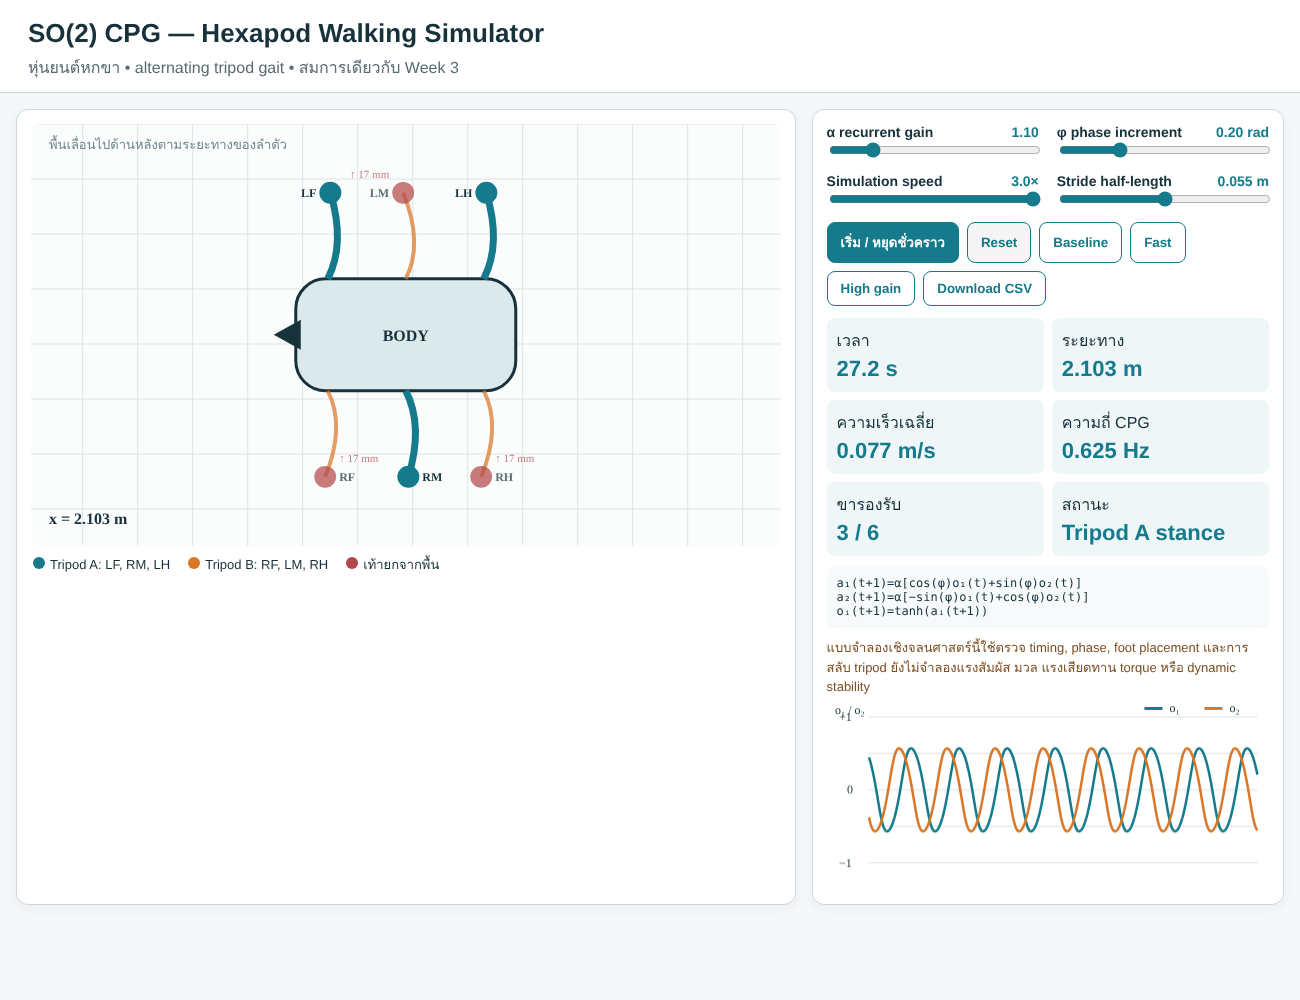 SO(2) CPG — Hexapod Walking Simulator
หุ่นยนต์หกขา • alternating tripod gait • สมการเดียวกับ Week 3
พื้นเลื่อนไปด้านหลังตามระยะทางของลำตัว
↑ 17 mm
LF
LM
LH
BODY
↑ 17 mm
↑ 17 mm
RF
RM
RH
x = 2.103 m
Tripod A: LF, RM, LH
Tripod B: RF, LM, RH
เท้ายกจากพื้น
α recurrent gain 1.10
φ phase increment 0.20 rad
Simulation speed 3.0×
Stride half-length 0.055 m
เริ่ม / หยุดชั่วคราว
Reset
Baseline
Fast
High gain
Download CSV
เวลา
27.2 s
ระยะทาง
2.103 m
ความเร็วเฉลี่ย
0.077 m/s
ความถี่ CPG
0.625 Hz
ขารองรับ
3 / 6
สถานะ
Tripod A stance
a₁(t+1)=α[cos(φ)o₁(t)+sin(φ)o₂(t)]
a₂(t+1)=α[−sin(φ)o₁(t)+cos(φ)o₂(t)]
oᵢ(t+1)=tanh(aᵢ(t+1))
แบบจำลองเชิงจลนศาสตร์นี้ใช้ตรวจ timing, phase, foot placement และการ
สลับ tripod ยังไม่จำลองแรงสัมผัส มวล แรงเสียดทาน torque หรือ dynamic
stability
o₁ / o₂
+1
o₁
o₂
0
−1